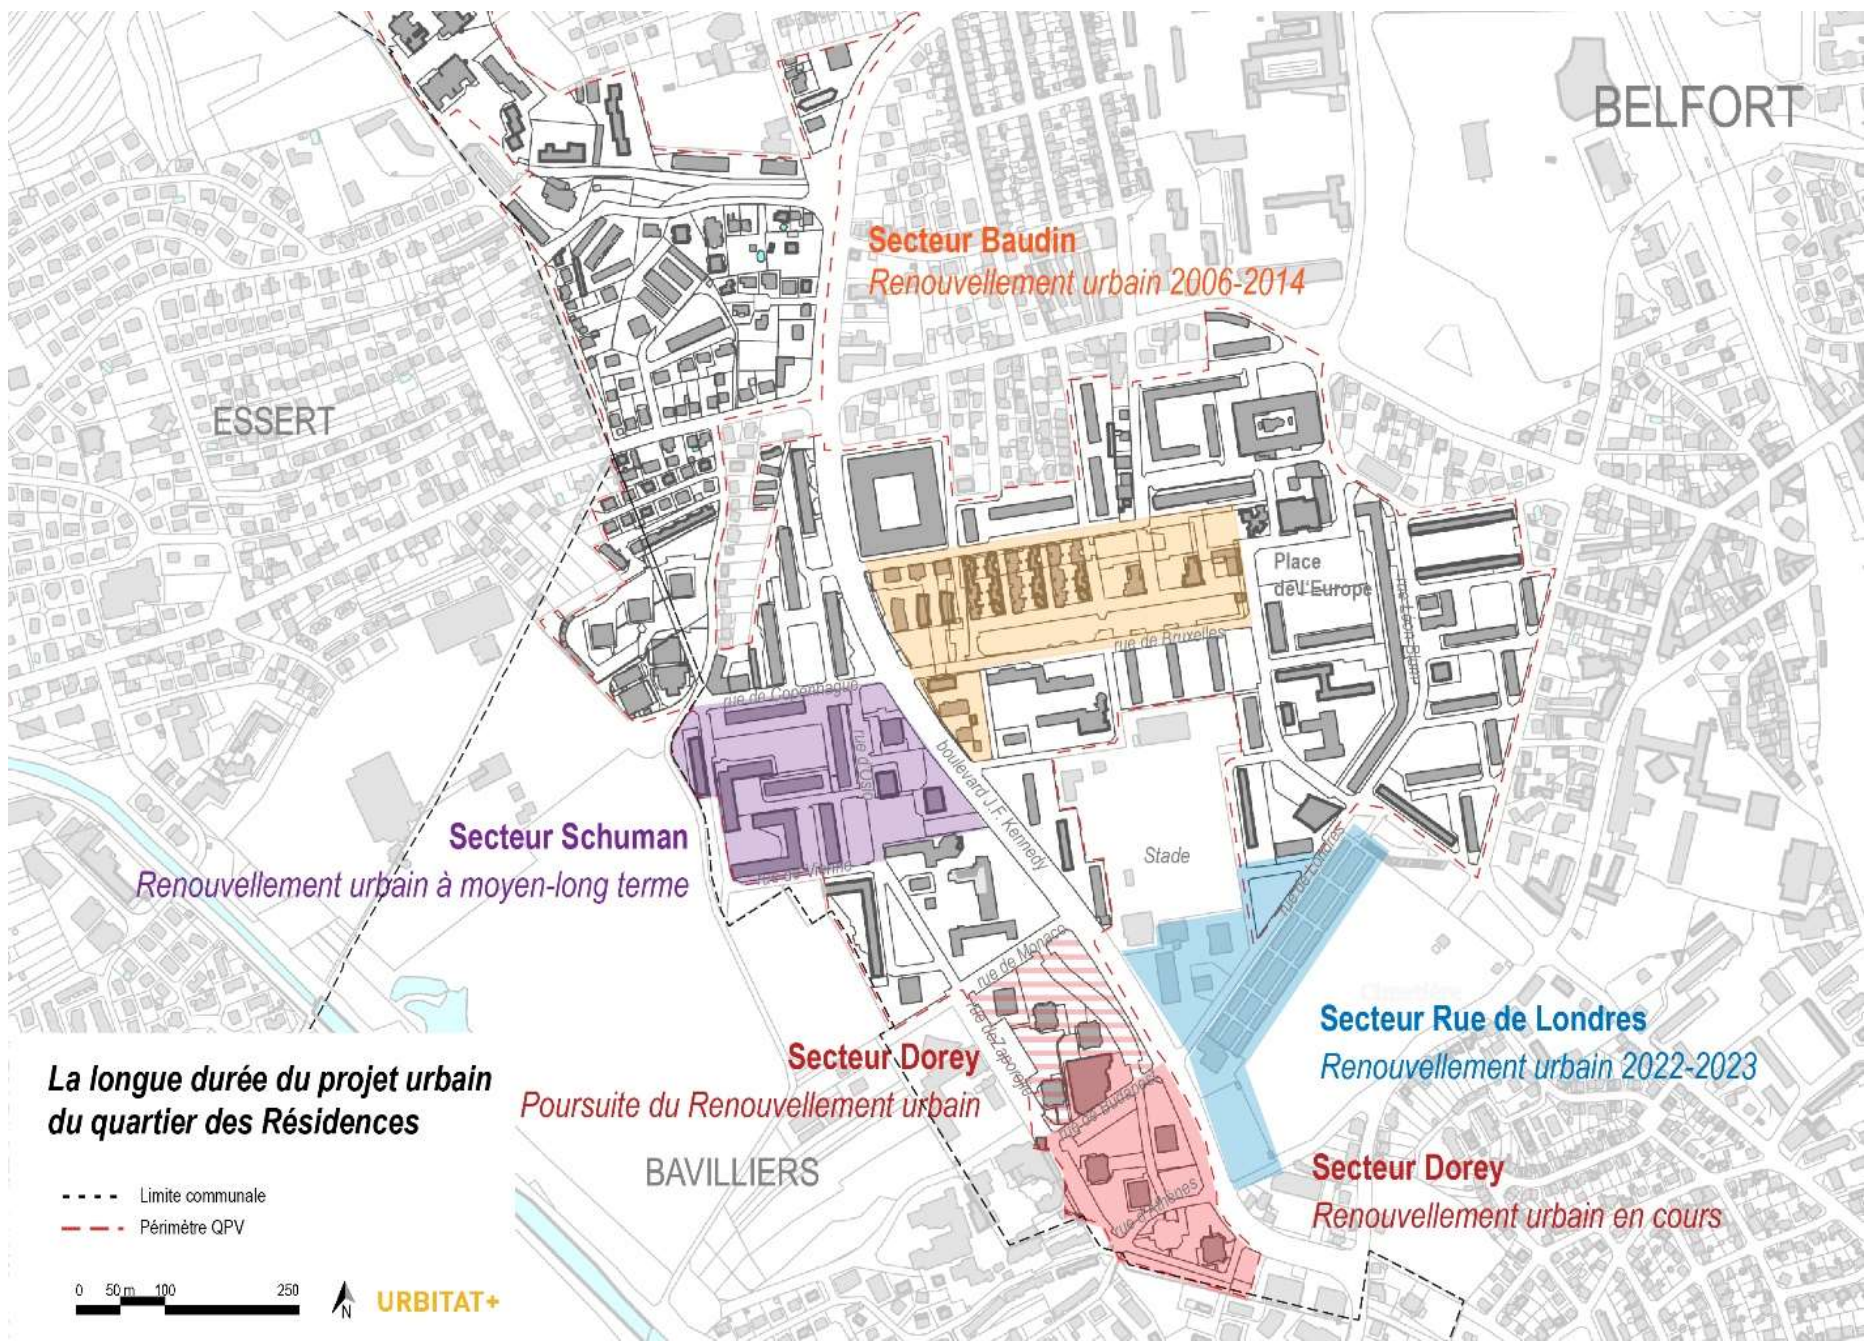 BELFORT
Secteur Baudin
Renouvellement urbain 2006-2014
ESSERT
Place
de l'Europe
rue Léon Blum
rue de Bruxelles
rue de Copenhague
rue d'Oslo
boulevard J.F. Kennedy
Secteur Schuman
Renouvellement urbain à moyen-long terme
rue de Vienne
Stade
rue de Londres
rue de Monaco
rue de Zaporojie
Secteur Rue de Londres
Renouvellement urbain 2022-2023
Secteur Dorey
Poursuite du Renouvellement urbain
rue de Budapest
BAVILLIERS
rue d'Athènes
Secteur Dorey
Renouvellement urbain en cours
La longue durée du projet urbain
du quartier des Résidences
Limite communale
Périmètre QPV
0 50 m 100 250
N
URBITAT+